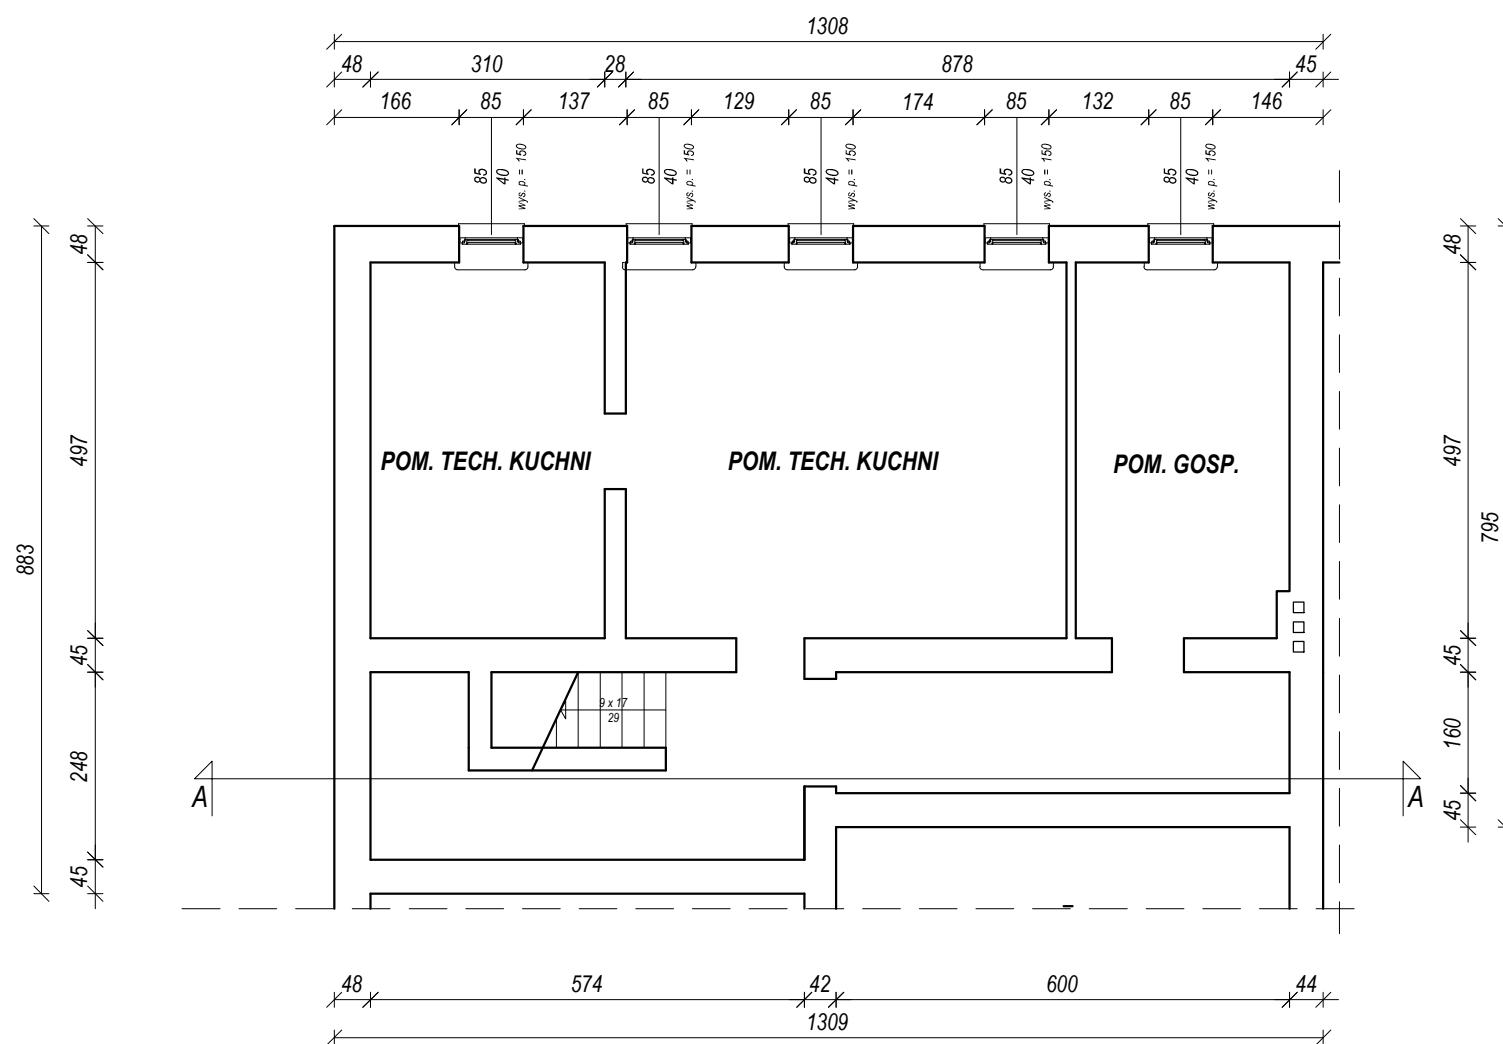 1308
48 310 28 878 45
166 85 137 85 129 85 174 85 132 85 146
85 40 wys. p. = 150
85 40 wys. p. = 150
85 40 wys. p. = 150
85 40 wys. p. = 150
85 40 wys. p. = 150
48
48
497
497
POM. TECH. KUCHNI
POM. TECH. KUCHNI
POM. GOSP.
883
795
45
45
9 x 17
29
248
160
A
A
45
45
48 574 42 600 44
1309